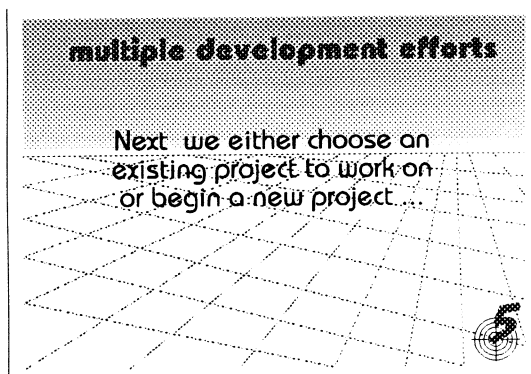 multiple development efforts
Next we either choose an
existing project to work on
or begin a new project ...
5